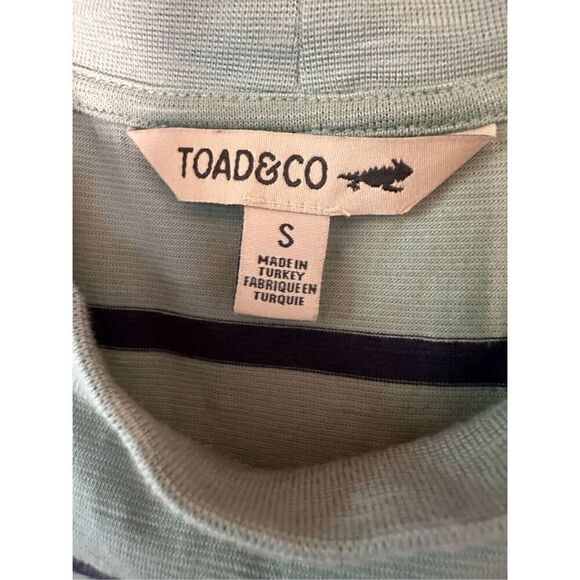 TOAD&CO
S
MADE IN
TURKEY
FABRIQUE EN
TURQUIE